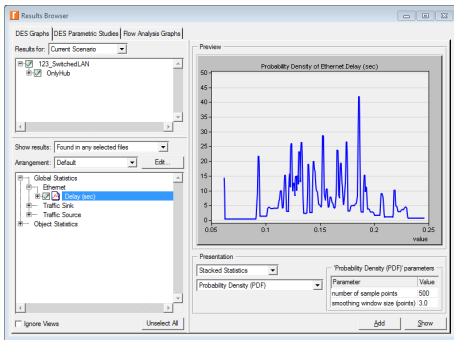 Results Browser
DES Graphs DES Parametric Studies Flow Analysis Graphs
Results for: Current Scenario
123_SwitchedLAN
OnlyHub
Show results: Found in any selected files
Arrangement: Default Edit...
Global Statistics
Ethernet
Delay (sec)
Traffic Sink
Traffic Source
Object Statistics
Ignore Views Unselect All
Preview
Probability Density of Ethernet.Delay (sec)
50
45
40
35
30
25
20
15
10
5
0
0.05 0.1 0.15 0.2 0.25
value
Presentation
Stacked Statistics
Probability Density (PDF)
'Probability Density (PDF)' parameters
Parameter Value
number of sample points 500
smoothing window size (points) 3.0
Add Show